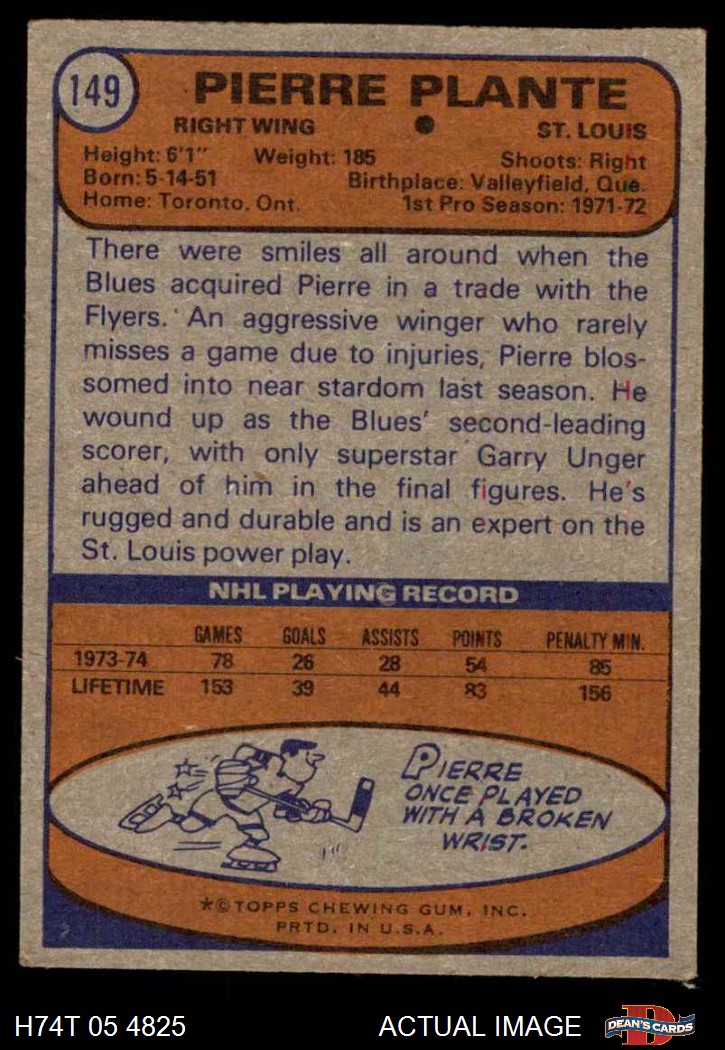 149
PIERRE PLANTE
RIGHT WING ● ST. LOUIS
Height: 6'1" Weight: 185 Shoots: Right
Born: 5-14-51 Birthplace: Valleyfield, Que.
Home: Toronto, Ont. 1st Pro Season: 1971-72
There were smiles all around when the
Blues acquired Pierre in a trade with the
Flyers. An aggressive winger who rarely
misses a game due to injuries, Pierre blos-
somed into near stardom last season. He
wound up as the Blues' second-leading
scorer, with only superstar Garry Unger
ahead of him in the final figures. He's
rugged and durable and is an expert on the
St. Louis power play.
NHL PLAYING RECORD
GAMES GOALS ASSISTS POINTS PENALTY MIN.
1973-74 78 26 28 54 85
LIFETIME 153 39 44 83 156
PIERRE
ONCE PLAYED
WITH A BROKEN
WRIST.
*©TOPPS CHEWING GUM, INC.
PRTD. IN U.S.A.
H74T 05 4825 ACTUAL IMAGE
D
DEAN'S CARDS